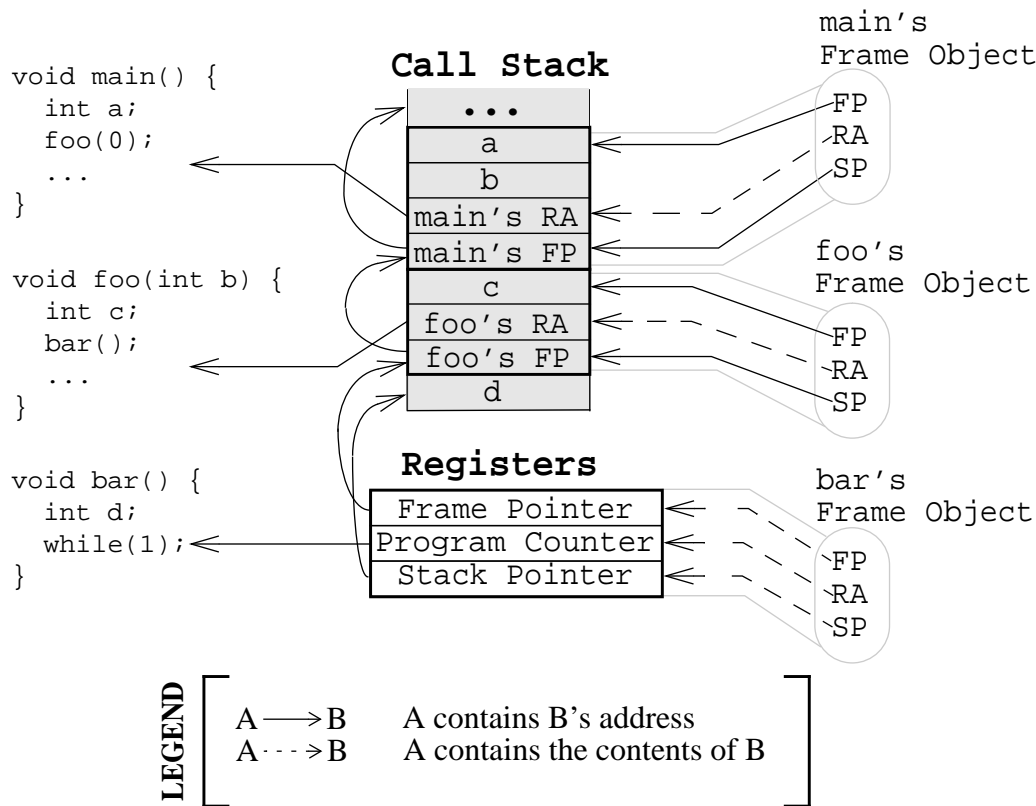 void main() {
int a;
foo(0);
...
}
void foo(int b) {
int c;
bar();
...
}
void bar() {
int d;
while(1);
}
Call Stack
...
a
b
main's RA
main's FP
c
foo's RA
foo's FP
d
Registers
Frame Pointer
Program Counter
Stack Pointer
main's
Frame Object
FP
RA
SP
foo's
Frame Object
FP
RA
SP
bar's
Frame Object
FP
RA
SP
LEGEND
A B A contains B's address
A B A contains the contents of B